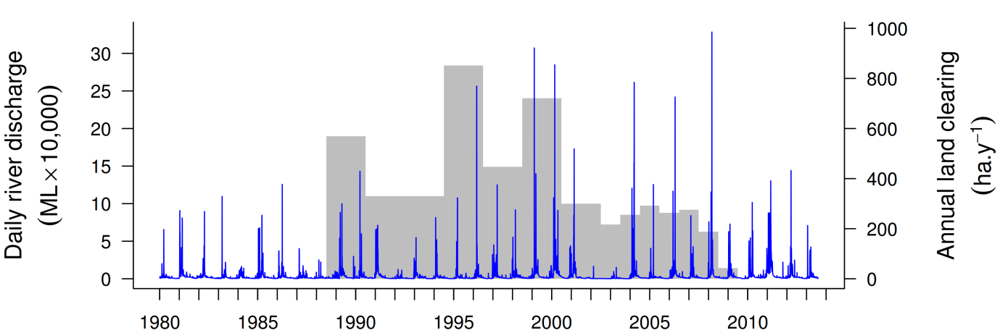 Daily river discharge
(ML × 10,000)
30
25
20
15
10
5
0
1000
800
600
400
200
0
Annual land clearing
(ha.y⁻¹)
1980 1985 1990 1995 2000 2005 2010